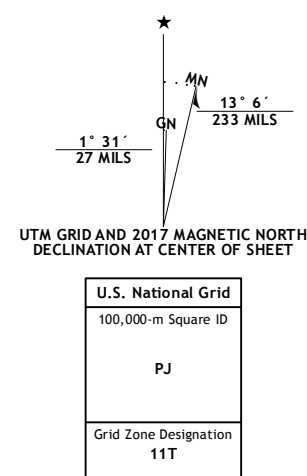 ★
MN
GN
13° 6´
233 MILS
1° 31´
27 MILS
UTM GRID AND 2017 MAGNETIC NORTH
DECLINATION AT CENTER OF SHEET
U.S. National Grid
100,000-m Square ID
PJ
Grid Zone Designation
11T